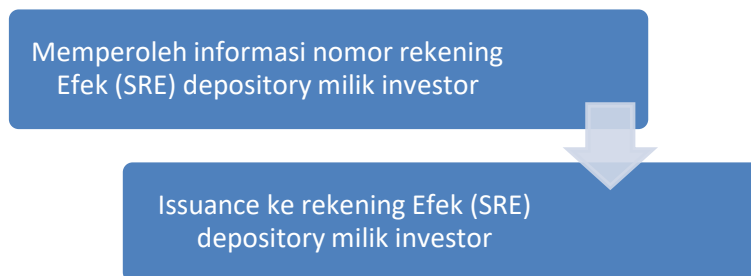 Memperoleh informasi nomor rekening
Efek (SRE) depository milik investor
Issuance ke rekening Efek (SRE)
depository milik investor